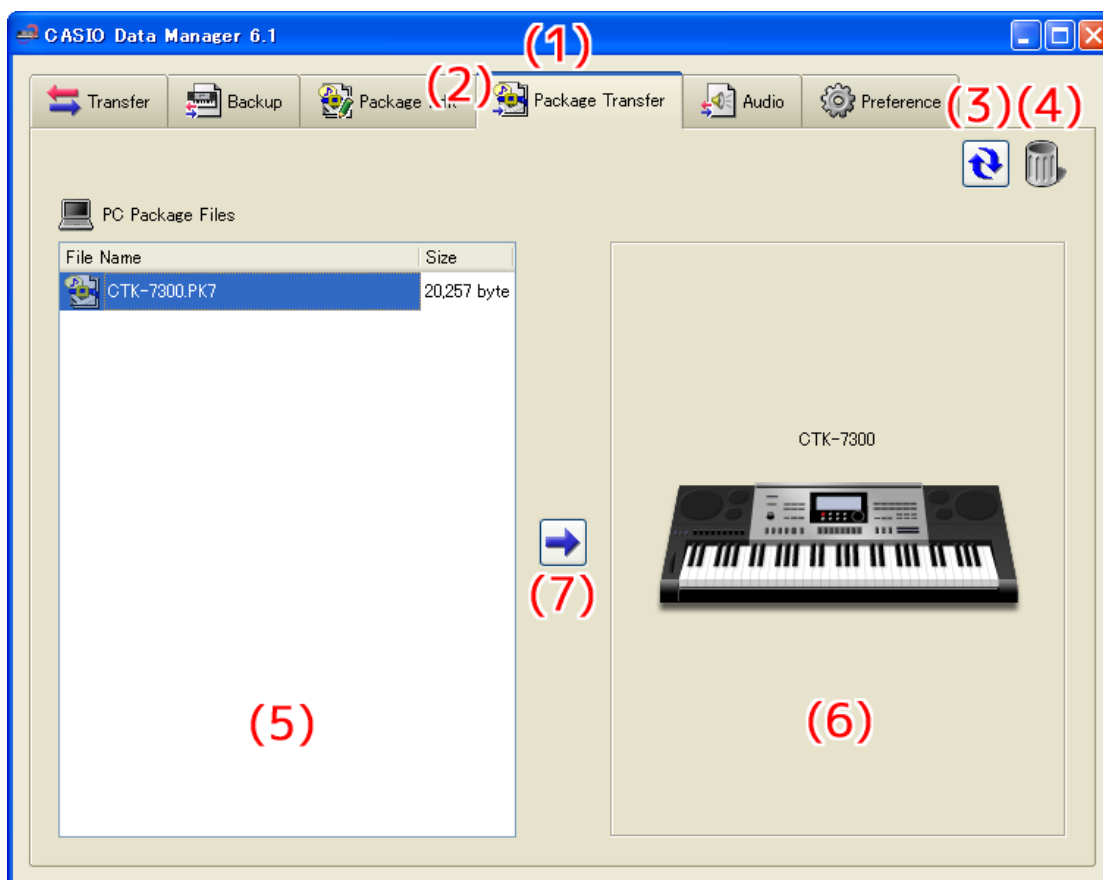 CASIO Data Manager 6.1
(1)
(2)
(3)(4)
Transfer
Backup
Package
Package Transfer
Audio
Preference
PC Package Files
File Name
Size
CTK-7300.PK7
20,257 byte
CTK-7300
(7)
(5)
(6)